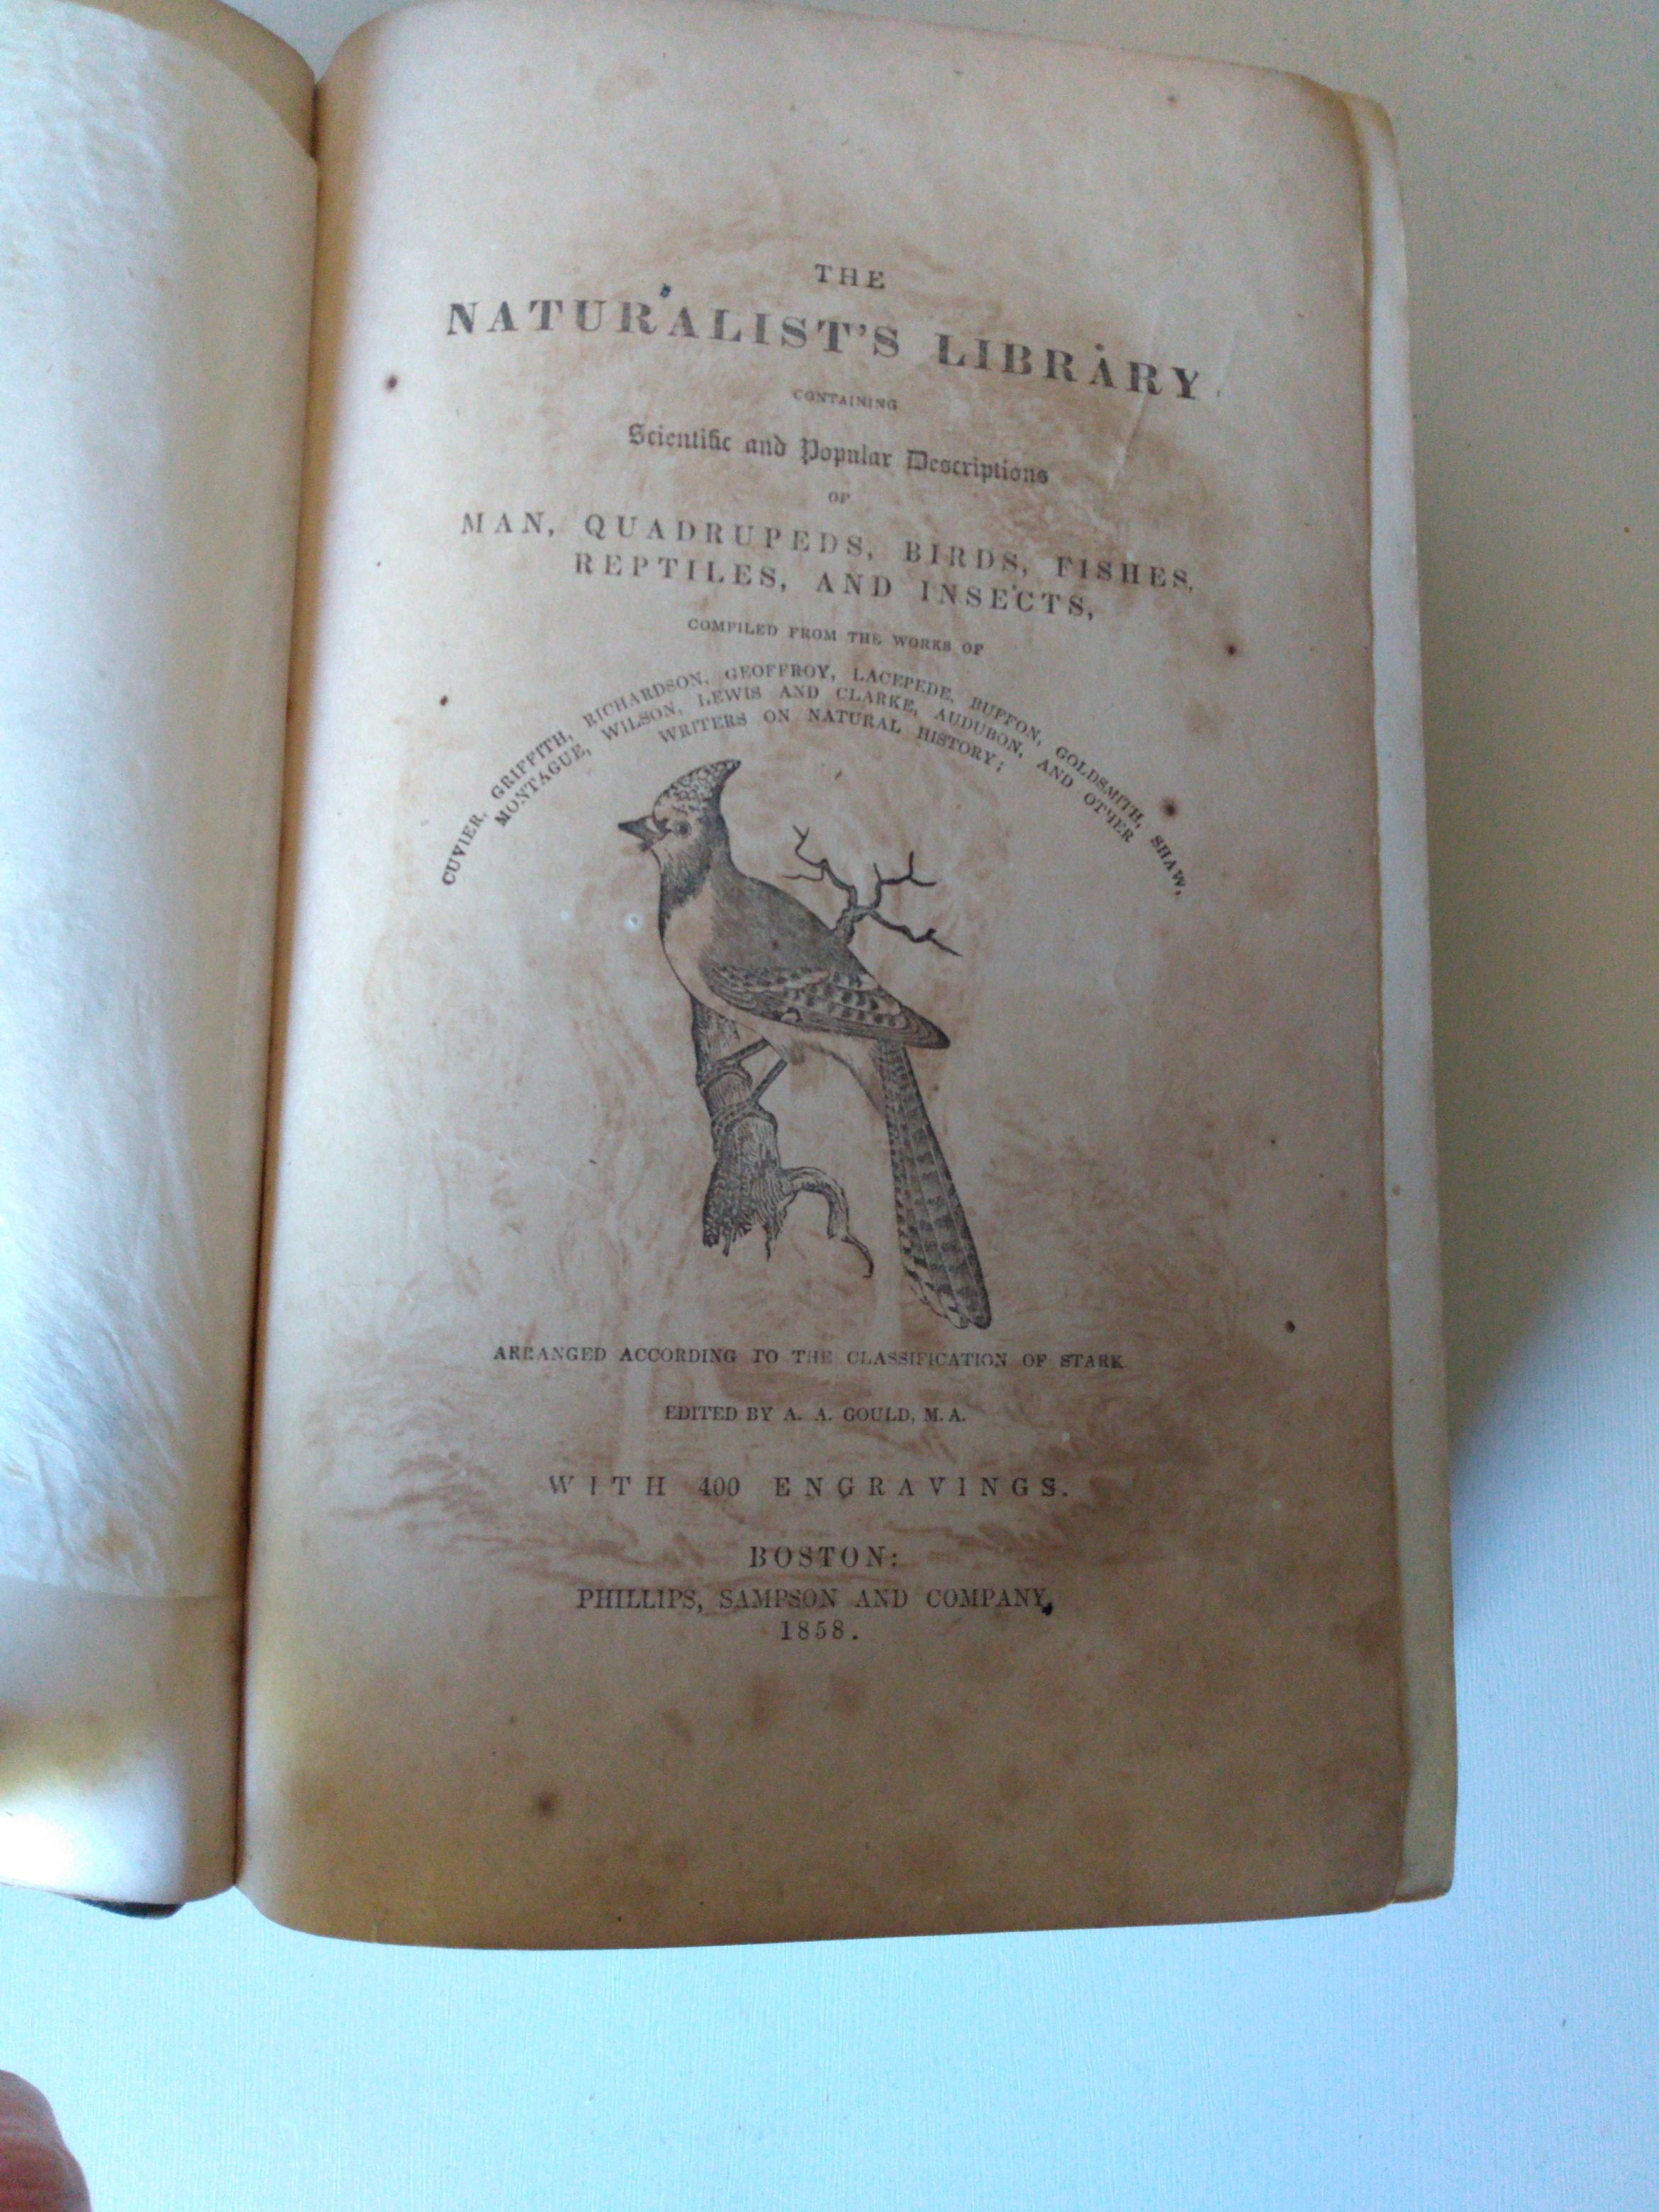 THE
NATURALIST'S LIBRARY
CONTAINING
Scientific and Popular Descriptions
OF
MAN, QUADRUPEDS, BIRDS, FISHES,
REPTILES, AND INSECTS,
COMPILED FROM THE WORKS OF
CUVIER, GRIFFITH, RICHARDSON, GEOFFROY, LACEPEDE, BUFFON, GOLDSMITH, SHAW,
MONTAGUE, WILSON, LEWIS AND CLARKE, AUDUBON, AND OTHER
WRITERS ON NATURAL HISTORY;
ARRANGED ACCORDING TO THE CLASSIFICATION OF STARK
EDITED BY A. A. GOULD, M. A.
WITH 400 ENGRAVINGS.
BOSTON:
PHILLIPS, SAMPSON AND COMPANY,
1858.